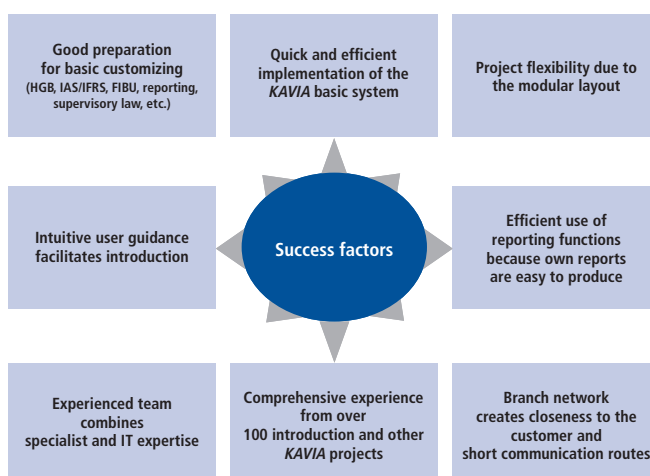 Good preparation
for basic customizing
(HGB, IAS/IFRS, FIBU, reporting,
supervisory law, etc.)
Quick and efficient
implementation of the
KAVIA basic system
Project flexibility due to
the modular layout
Intuitive user guidance
facilitates introduction
Success factors
Efficient use of
reporting functions
because own reports
are easy to produce
Experienced team
combines
specialist and IT expertise
Comprehensive experience
from over
100 introduction and other
KAVIA projects
Branch network
creates closeness to the
customer and
short communication routes